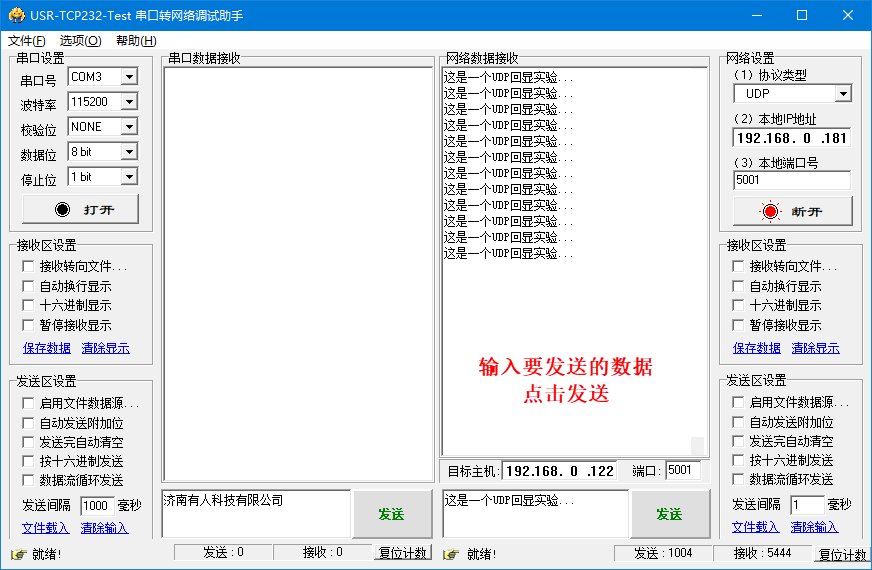 USR-TCP232-Test 串口转网络调试助手
文件(F) 选项(O) 帮助(H)
串口设置
串口号 COM3
波特率 115200
校验位 NONE
数据位 8 bit
停止位 1 bit
打开
接收区设置
接收转向文件...
自动换行显示
十六进制显示
暂停接收显示
保存数据 清除显示
发送区设置
启用文件数据源...
自动发送附加位
发送完自动清空
按十六进制发送
数据流循环发送
发送间隔 1000 毫秒
文件载入 清除输入
就绪!
串口数据接收
济南有人科技有限公司
发送
发送 : 0 接收 : 0 复位计数
网络数据接收
这是一个UDP回显实验...
这是一个UDP回显实验...
这是一个UDP回显实验...
这是一个UDP回显实验...
这是一个UDP回显实验...
这是一个UDP回显实验...
这是一个UDP回显实验...
这是一个UDP回显实验...
这是一个UDP回显实验...
这是一个UDP回显实验...
这是一个UDP回显实验...
这是一个UDP回显实验...
输入要发送的数据
点击发送
目标主机: 192.168. 0 .122 端口: 5001
这是一个UDP回显实验...
发送
就绪!
发送 : 1004 接收 : 5444 复位计数
网络设置
(1) 协议类型
UDP
(2) 本地IP地址
192.168. 0 .181
(3) 本地端口号
5001
断开
接收区设置
接收转向文件...
自动换行显示
十六进制显示
暂停接收显示
保存数据 清除显示
发送区设置
启用文件数据源...
自动发送附加位
发送完自动清空
按十六进制发送
数据流循环发送
发送间隔 1 毫秒
文件载入 清除输入